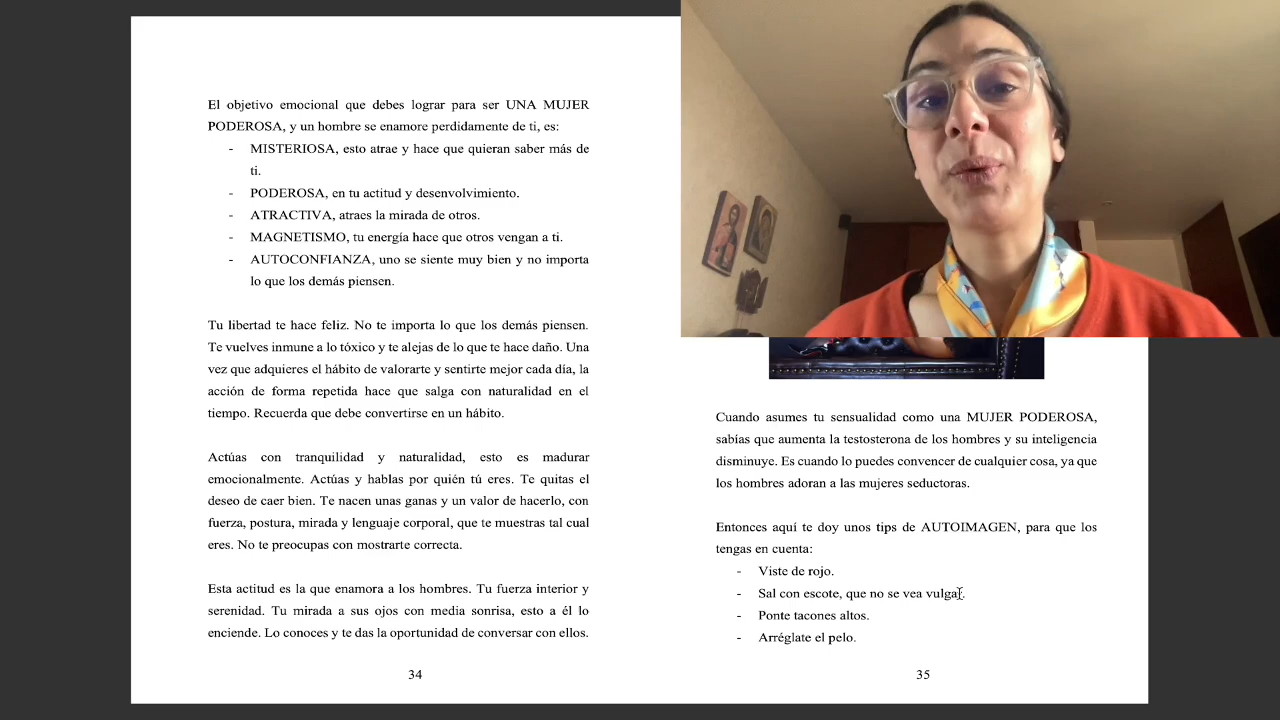 El objetivo emocional que debes lograr para ser UNA MUJER
PODEROSA, y un hombre se enamore perdidamente de ti, es:
- MISTERIOSA, esto atrae y hace que quieran saber más de
ti.
- PODEROSA, en tu actitud y desenvolvimiento.
- ATRACTIVA, atraes la mirada de otros.
- MAGNETISMO, tu energía hace que otros vengan a ti.
- AUTOCONFIANZA, uno se siente muy bien y no importa
lo que los demás piensen.
Tu libertad te hace feliz. No te importa lo que los demás piensen.
Te vuelves inmune a lo tóxico y te alejas de lo que te hace daño. Una
vez que adquieres el hábito de valorarte y sentirte mejor cada día, la
acción de forma repetida hace que salga con naturalidad en el
tiempo. Recuerda que debe convertirse en un hábito.
Actúas con tranquilidad y naturalidad, esto es madurar
emocionalmente. Actúas y hablas por quién tú eres. Te quitas el
deseo de caer bien. Te nacen unas ganas y un valor de hacerlo, con
fuerza, postura, mirada y lenguaje corporal, que te muestras tal cual
eres. No te preocupas con mostrarte correcta.
Esta actitud es la que enamora a los hombres. Tu fuerza interior y
serenidad. Tu mirada a sus ojos con media sonrisa, esto a él lo
enciende. Lo conoces y te das la oportunidad de conversar con ellos.
34
Cuando asumes tu sensualidad como una MUJER PODEROSA,
sabías que aumenta la testosterona de los hombres y su inteligencia
disminuye. Es cuando lo puedes convencer de cualquier cosa, ya que
los hombres adoran a las mujeres seductoras.
Entonces aquí te doy unos tips de AUTOIMAGEN, para que los
tengas en cuenta:
- Viste de rojo.
- Sal con escote, que no se vea vulgar.
- Ponte tacones altos.
- Arréglate el pelo.
35